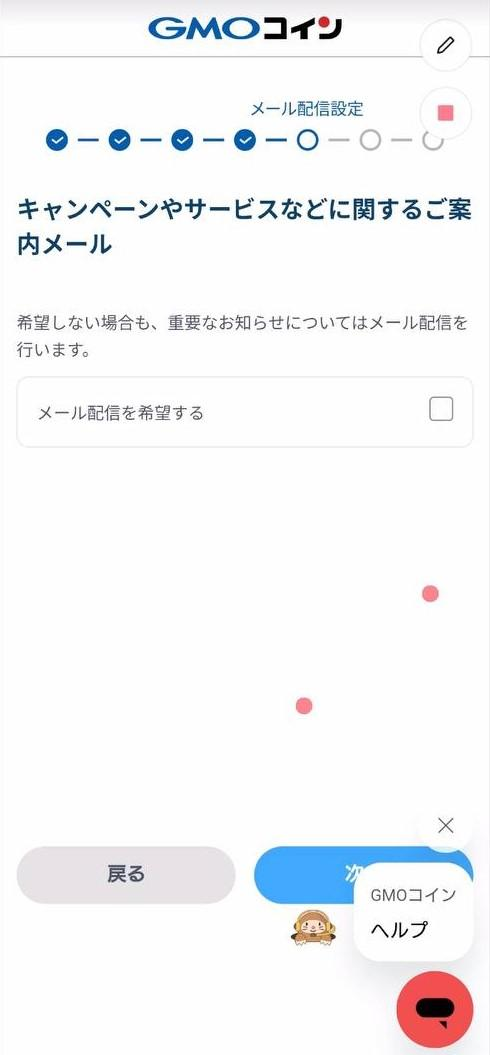 GMOコイン
メール配信設定
キャンペーンやサービスなどに関するご案
内メール
希望しない場合も、重要なお知らせについてはメール配信を
行います。
メール配信を希望する
戻る
次
GMOコイン
ヘルプ